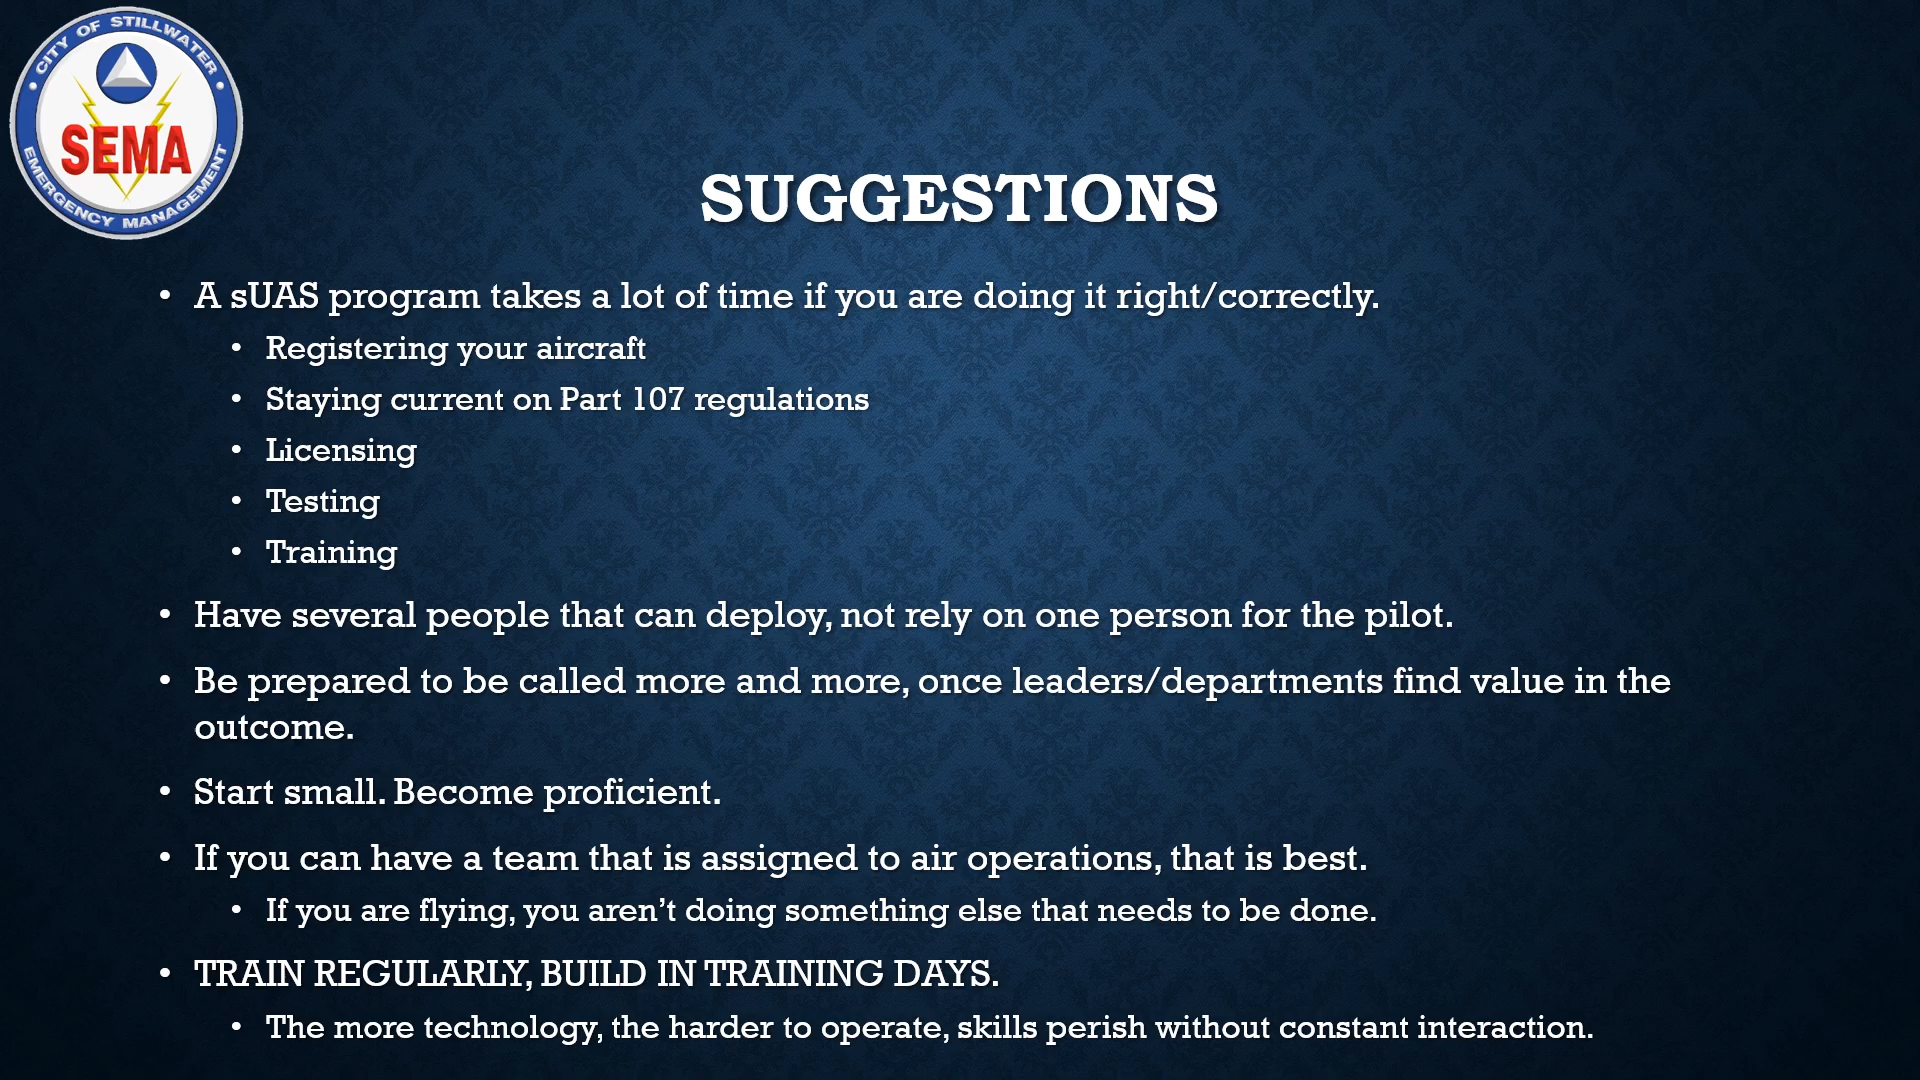 CITY OF STILLWATER
SEMA
EMERGENCY MANAGEMENT
SUGGESTIONS
• A sUAS program takes a lot of time if you are doing it right/correctly.
• Registering your aircraft
• Staying current on Part 107 regulations
• Licensing
• Testing
• Training
• Have several people that can deploy, not rely on one person for the pilot.
• Be prepared to be called more and more, once leaders/departments find value in the
outcome.
• Start small. Become proficient.
• If you can have a team that is assigned to air operations, that is best.
• If you are flying, you aren’t doing something else that needs to be done.
• TRAIN REGULARLY, BUILD IN TRAINING DAYS.
• The more technology, the harder to operate, skills perish without constant interaction.